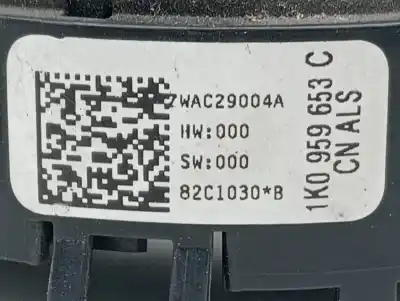 ZWAC29004A
HW:000
SW:000
82C1030*B
1K0 959 653 C
CN ALS